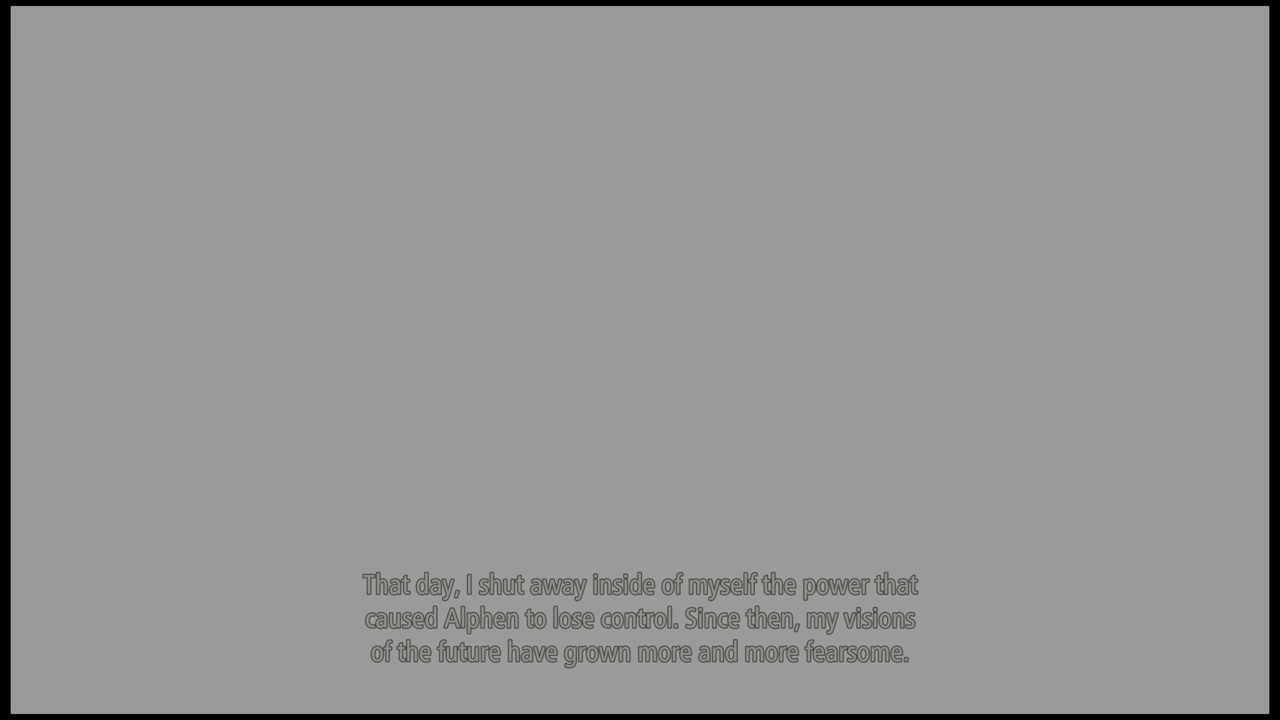 That day, I shut away inside of myself the power that
caused Alphen to lose control. Since then, my visions
of the future have grown more and more fearsome.